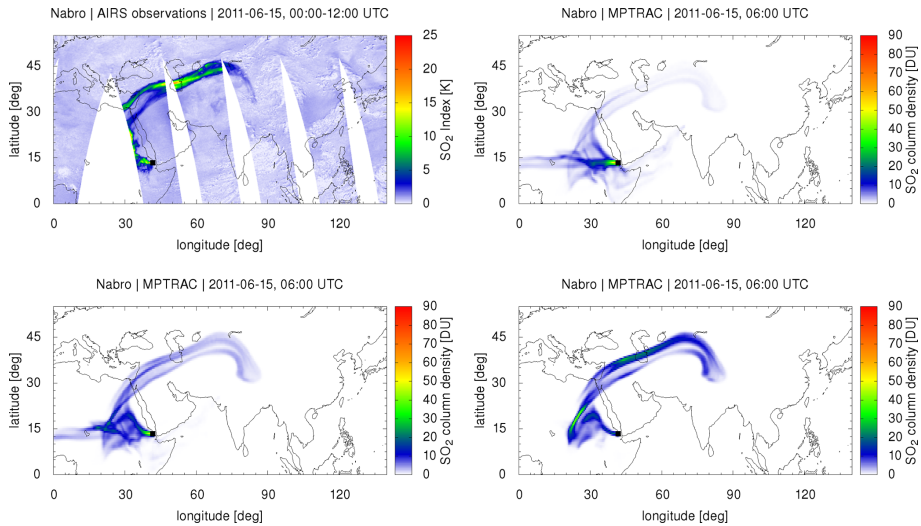 Nabro | AIRS observations | 2011-06-15, 00:00-12:00 UTC
latitude [deg]
45
30
15
0
0 30 60 90 120
longitude [deg]
25
20
15
10
5
0
SO2 Index [K]
Nabro | MPTRAC | 2011-06-15, 06:00 UTC
latitude [deg]
45
30
15
0
0 30 60 90 120
longitude [deg]
90
80
70
60
50
40
30
20
10
0
SO2 column density [DU]
Nabro | MPTRAC | 2011-06-15, 06:00 UTC
latitude [deg]
45
30
15
0
0 30 60 90 120
longitude [deg]
90
80
70
60
50
40
30
20
10
0
SO2 column density [DU]
Nabro | MPTRAC | 2011-06-15, 06:00 UTC
latitude [deg]
45
30
15
0
0 30 60 90 120
longitude [deg]
90
80
70
60
50
40
30
20
10
0
SO2 column density [DU]